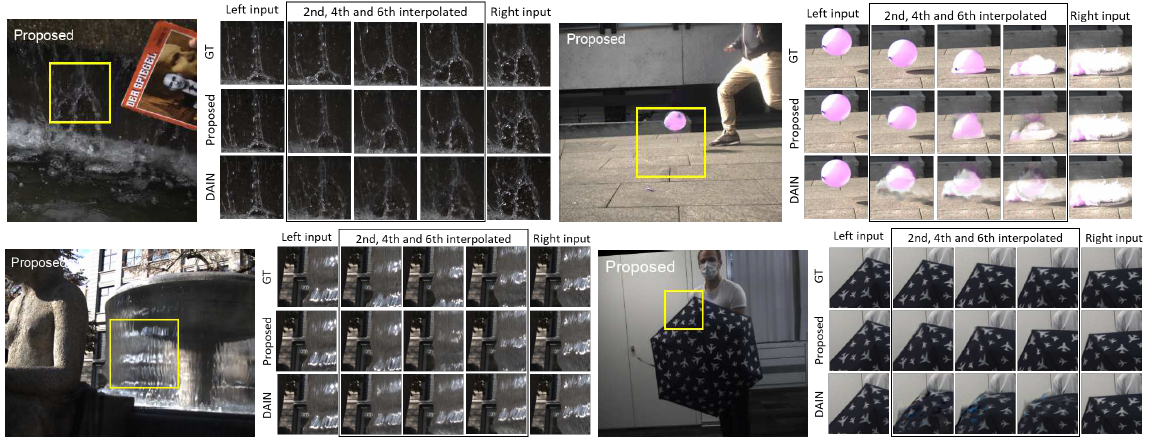 Proposed
DER SPIEGEL
Left input
2nd, 4th and 6th interpolated
Right input
GT
Proposed
DAIN
Proposed
Left input
2nd, 4th and 6th interpolated
Right input
GT
Proposed
DAIN
Proposed
Left input
2nd, 4th and 6th interpolated
Right input
GT
Proposed
DAIN
Proposed
Left input
2nd, 4th and 6th interpolated
Right input
GT
Proposed
DAIN